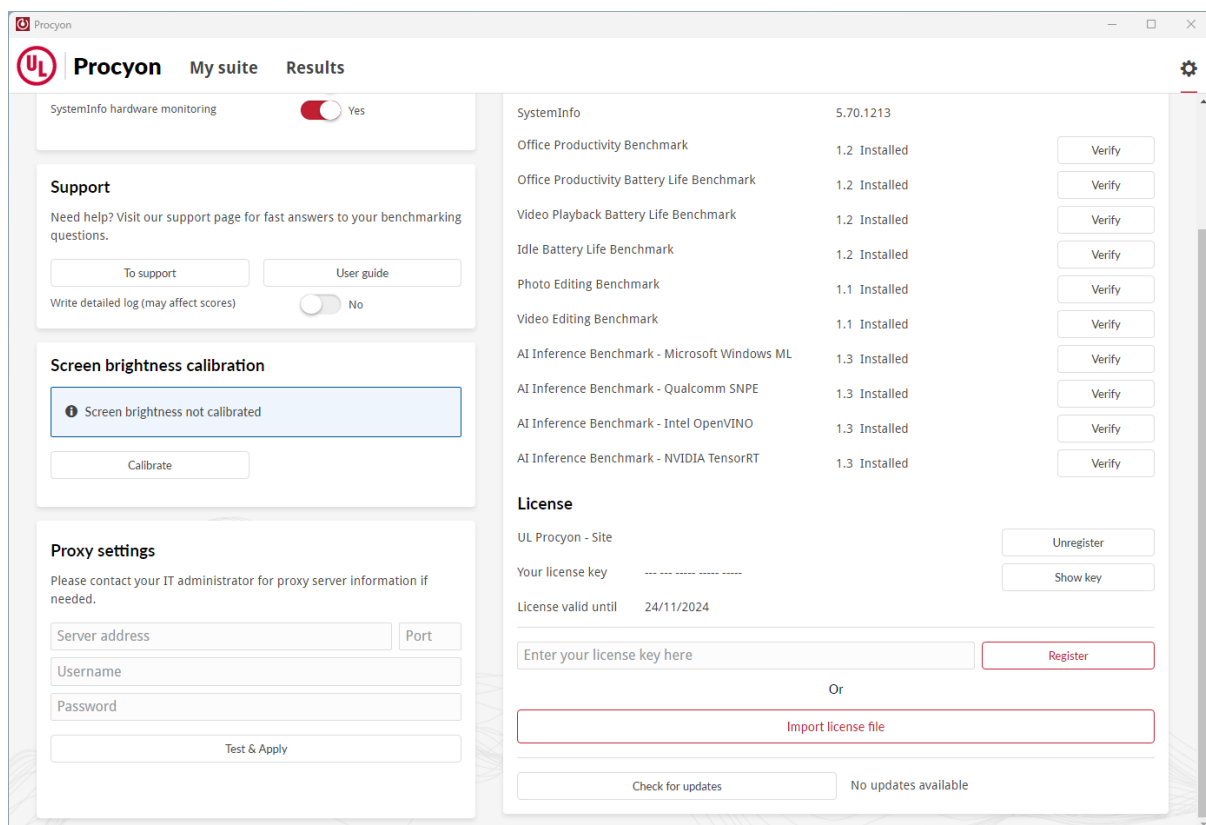 Procyon
UL
Procyon My suite Results
SystemInfo hardware monitoring Yes
Support
Need help? Visit our support page for fast answers to your benchmarking
questions.
To support User guide
Write detailed log (may affect scores) No
Screen brightness calibration
Screen brightness not calibrated
Calibrate
Proxy settings
Please contact your IT administrator for proxy server information if
needed.
Server address Port
Username
Password
Test & Apply
SystemInfo 5.70.1213
Office Productivity Benchmark 1.2 Installed Verify
Office Productivity Battery Life Benchmark 1.2 Installed Verify
Video Playback Battery Life Benchmark 1.2 Installed Verify
Idle Battery Life Benchmark 1.2 Installed Verify
Photo Editing Benchmark 1.1 Installed Verify
Video Editing Benchmark 1.1 Installed Verify
AI Inference Benchmark - Microsoft Windows ML 1.3 Installed Verify
AI Inference Benchmark - Qualcomm SNPE 1.3 Installed Verify
AI Inference Benchmark - Intel OpenVINO 1.3 Installed Verify
AI Inference Benchmark - NVIDIA TensorRT 1.3 Installed Verify
License
UL Procyon - Site Unregister
Your license key --- --- ----- ----- ----- Show key
License valid until 24/11/2024
Enter your license key here Register
Or
Import license file
Check for updates No updates available